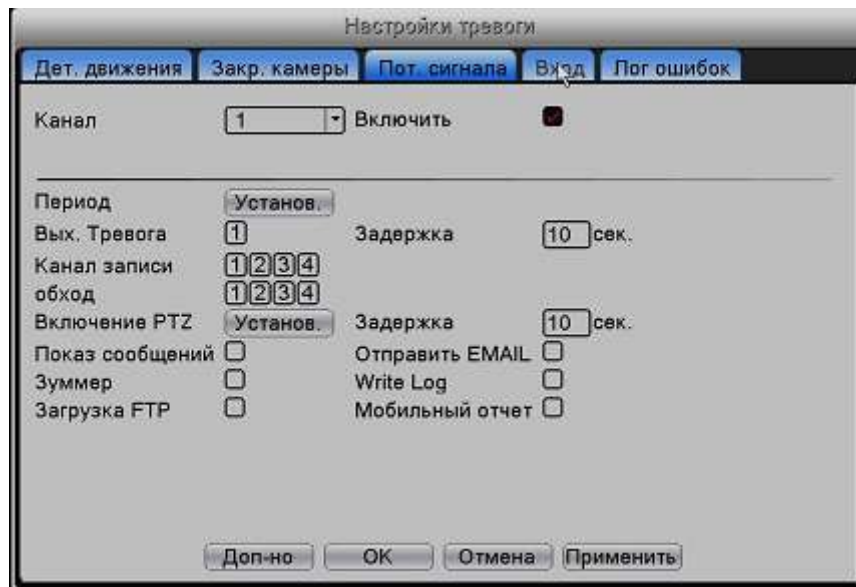 Настройки тревоги
Дет. движения Закр. камеры Пот. сигнала Вход Лог ошибок
Канал 1 Включить
Период Установ.
Вых. Тревога 1 Задержка 10 сек.
Канал записи 1 2 3 4
обход 1 2 3 4
Включение PTZ Установ. Задержка 10 сек.
Показ сообщений Отправить EMAIL
Зуммер Write Log
Загрузка FTP Мобильный отчет
Доп-но OK Отмена Применить